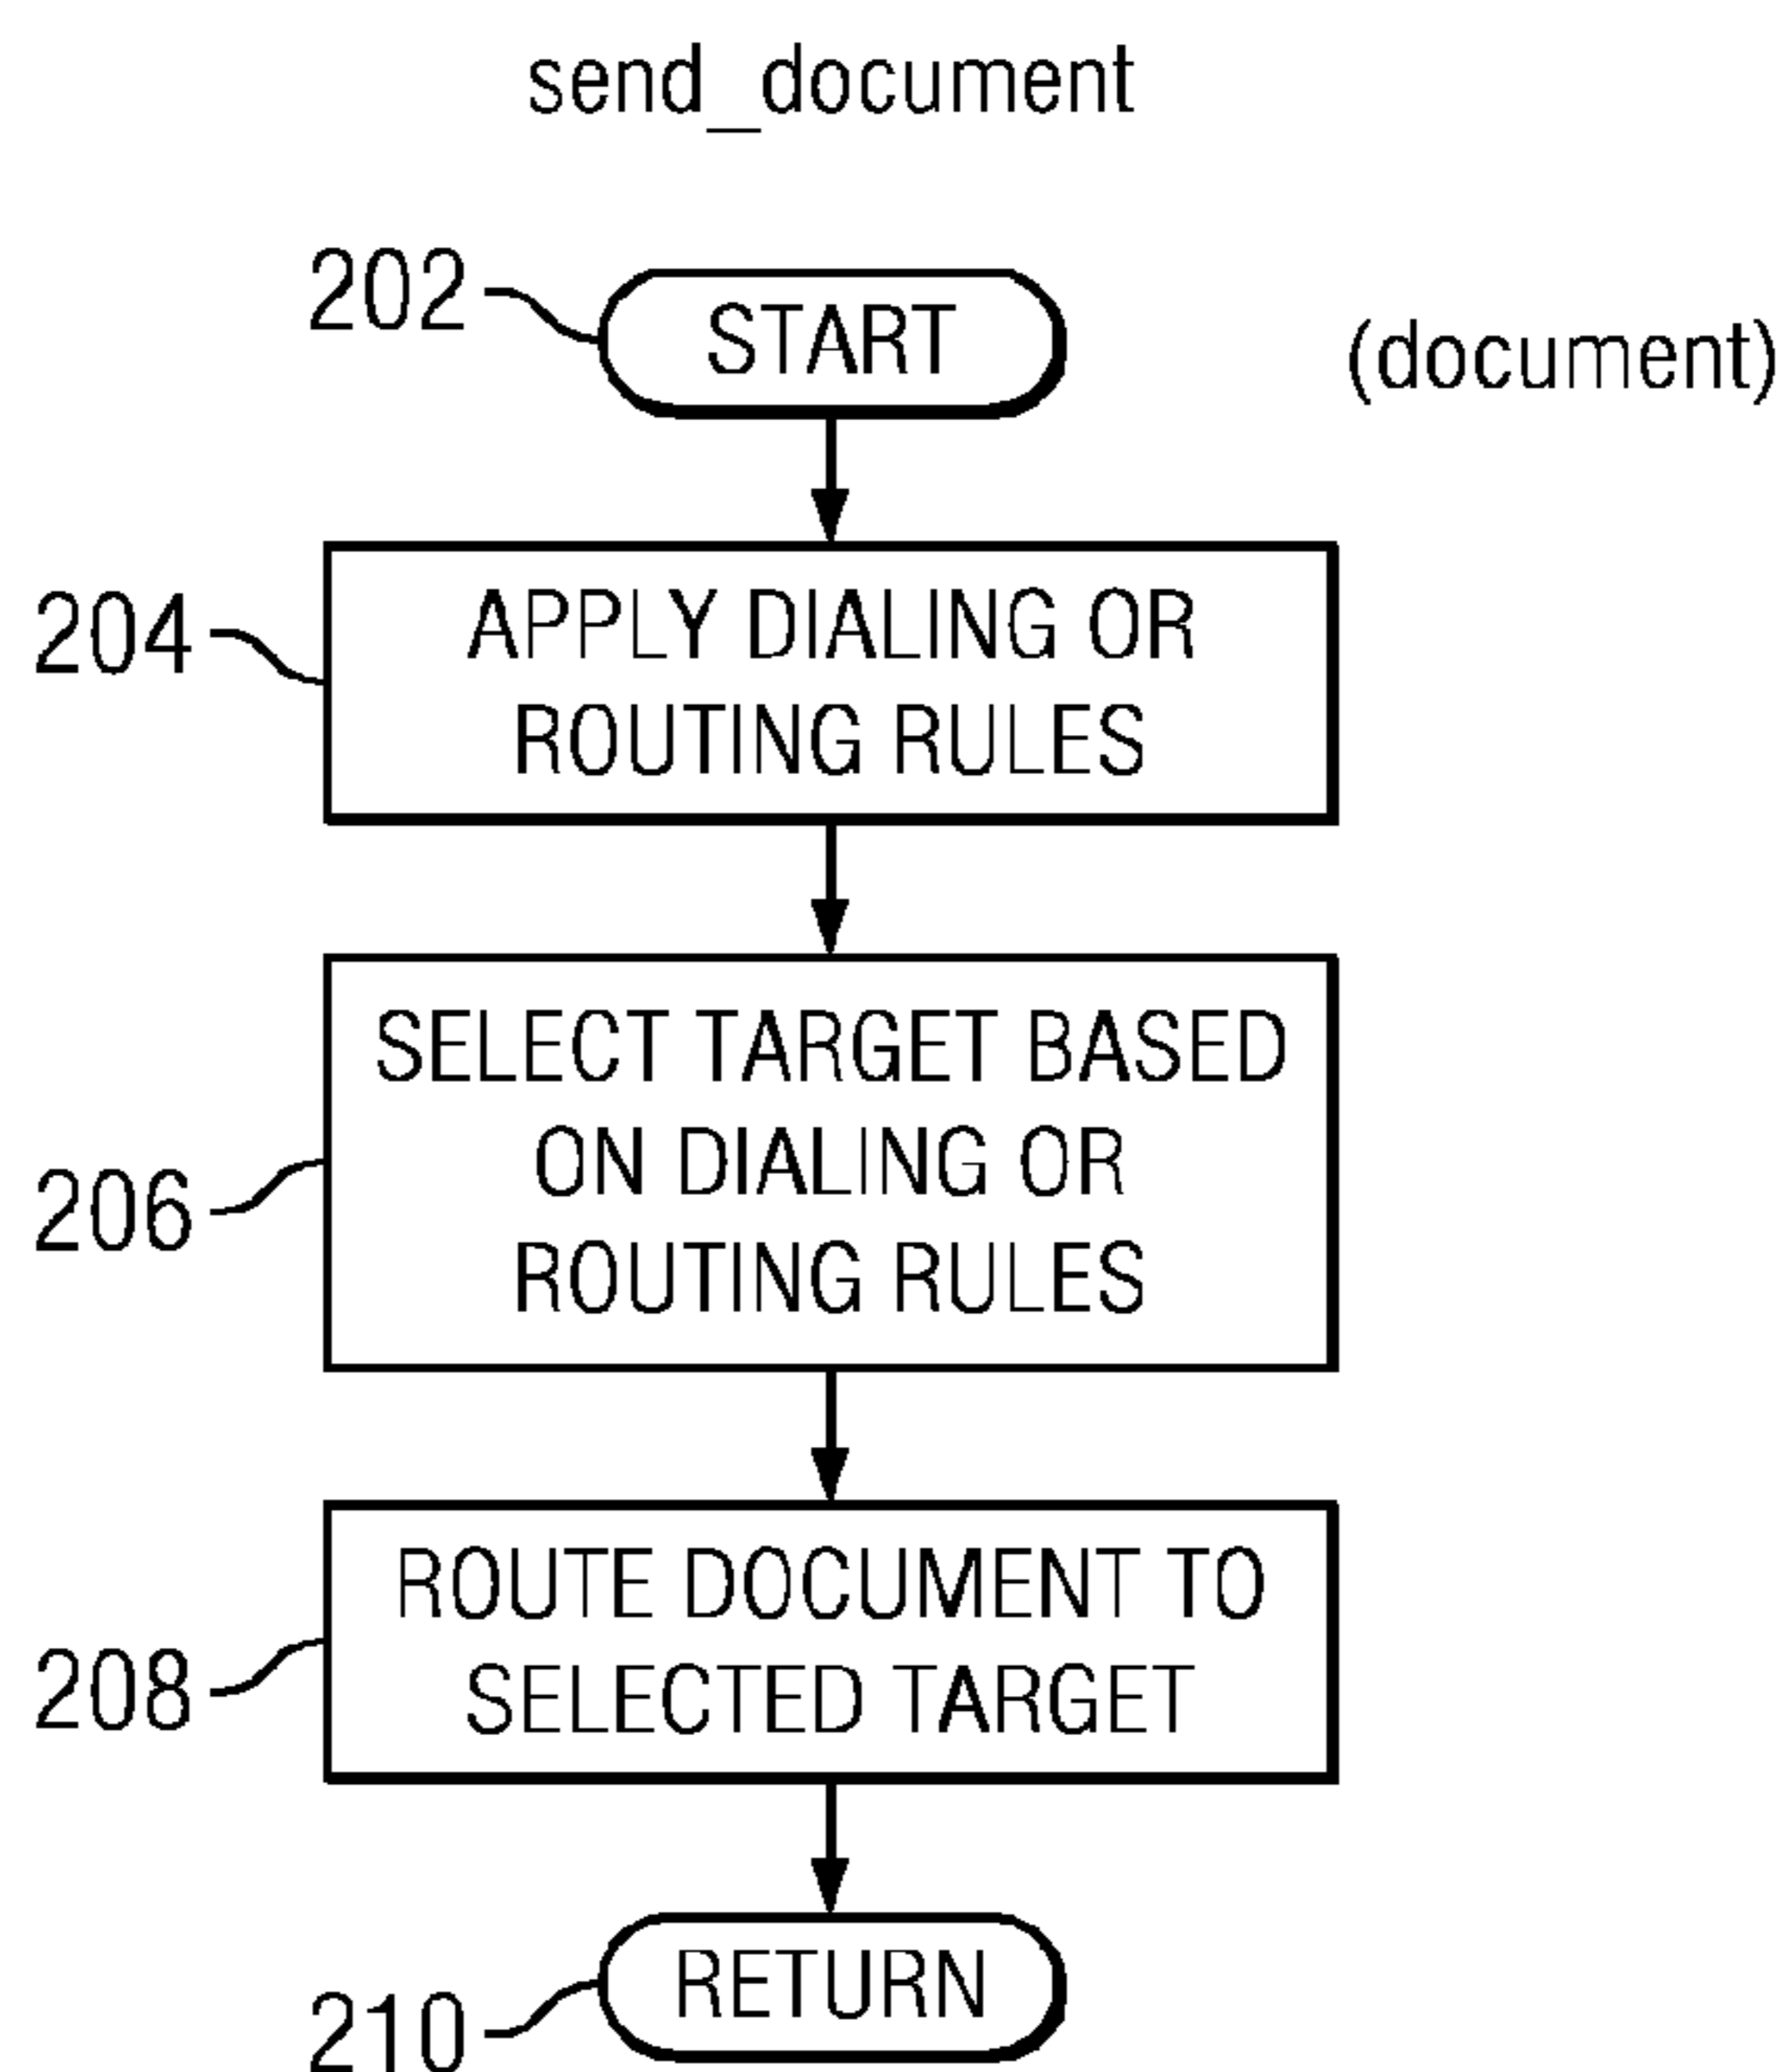 send_document
202
START
(document)
204
APPLY DIALING OR
ROUTING RULES
206
SELECT TARGET BASED
ON DIALING OR
ROUTING RULES
208
ROUTE DOCUMENT TO
SELECTED TARGET
210
RETURN